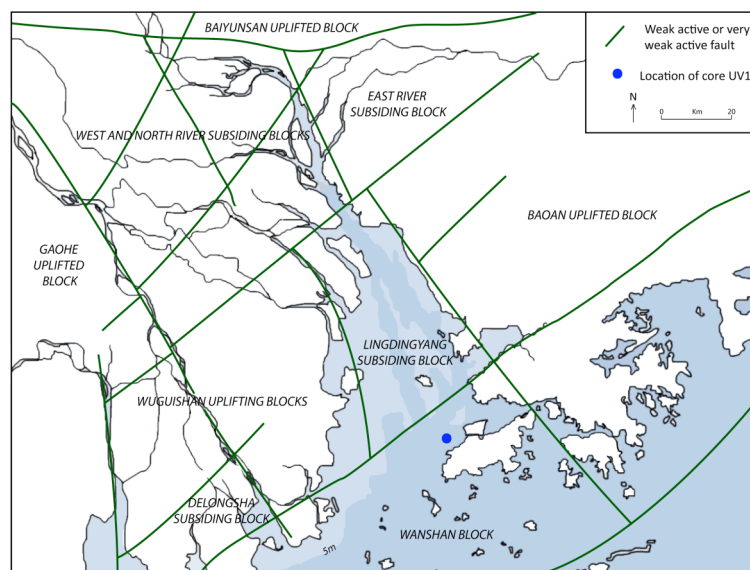 BAIYUNSAN UPLIFTED BLOCK
Weak active or very
weak active fault
Location of core UV1
N
Km
0
20
EAST RIVER
SUBSIDING BLOCK
WEST AND NORTH RIVER SUBSIDING BLOCKS
BAOAN UPLIFTED BLOCK
GAOHE
UPLIFTED
BLOCK
LINGDINGYANG
SUBSIDING BLOCK
WUGUISHAN UPLIFTING BLOCKS
DELONGSHA
SUBSIDING BLOCK
WANSHAN BLOCK
5m